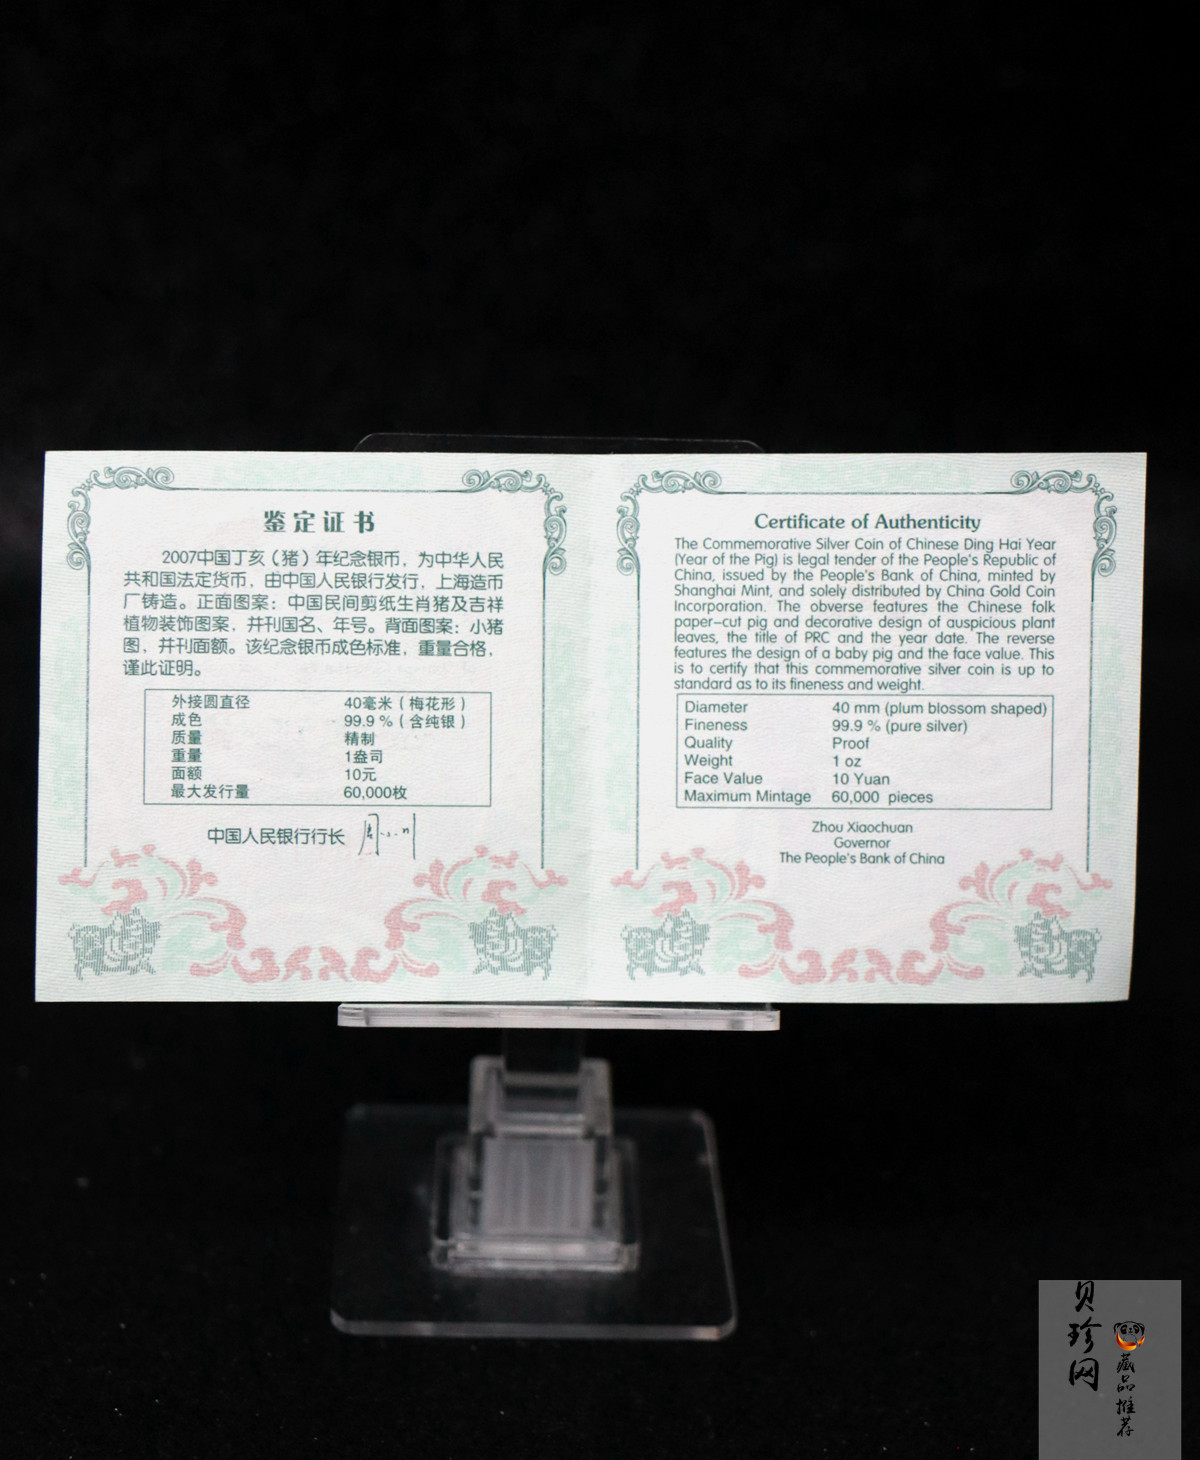 鉴定证书
2007中国丁亥（猪）年纪念银币，为中华人民
共和国法定货币，由中国人民银行发行，上海造币
厂铸造。正面图案：中国民间剪纸生肖猪及吉祥
植物装饰图案，并刊国名、年号。背面图案：小猪
图，并刊面额。该纪念银币成色标准，重量合格，
谨此证明。
外接圆直径 40毫米（梅花形）
成色 99.9 %（含纯银）
质量 精制
重量 1盎司
面额 10元
最大发行量 60,000枚
中国人民银行行长
Certificate of Authenticity
The Commemorative Silver Coin of Chinese Ding Hai Year
(Year of the Pig) is legal tender of the People's Republic of
China, issued by the People's Bank of China, minted by
Shanghai Mint, and solely distributed by China Gold Coin
Incorporation. The obverse features the Chinese folk
paper-cut pig and decorative design of auspicious plant
leaves, the title of PRC and the year date. The reverse
features the design of a baby pig and the face value. This
is to certify that this commemorative silver coin is up to
standard as to its fineness and weight.
Diameter 40 mm (plum blossom shaped)
Fineness 99.9 % (pure silver)
Quality Proof
Weight 1 oz
Face Value 10 Yuan
Maximum Mintage 60,000 pieces
Zhou Xiaochuan
Governor
The People's Bank of China
贝珍网
藏品推荐